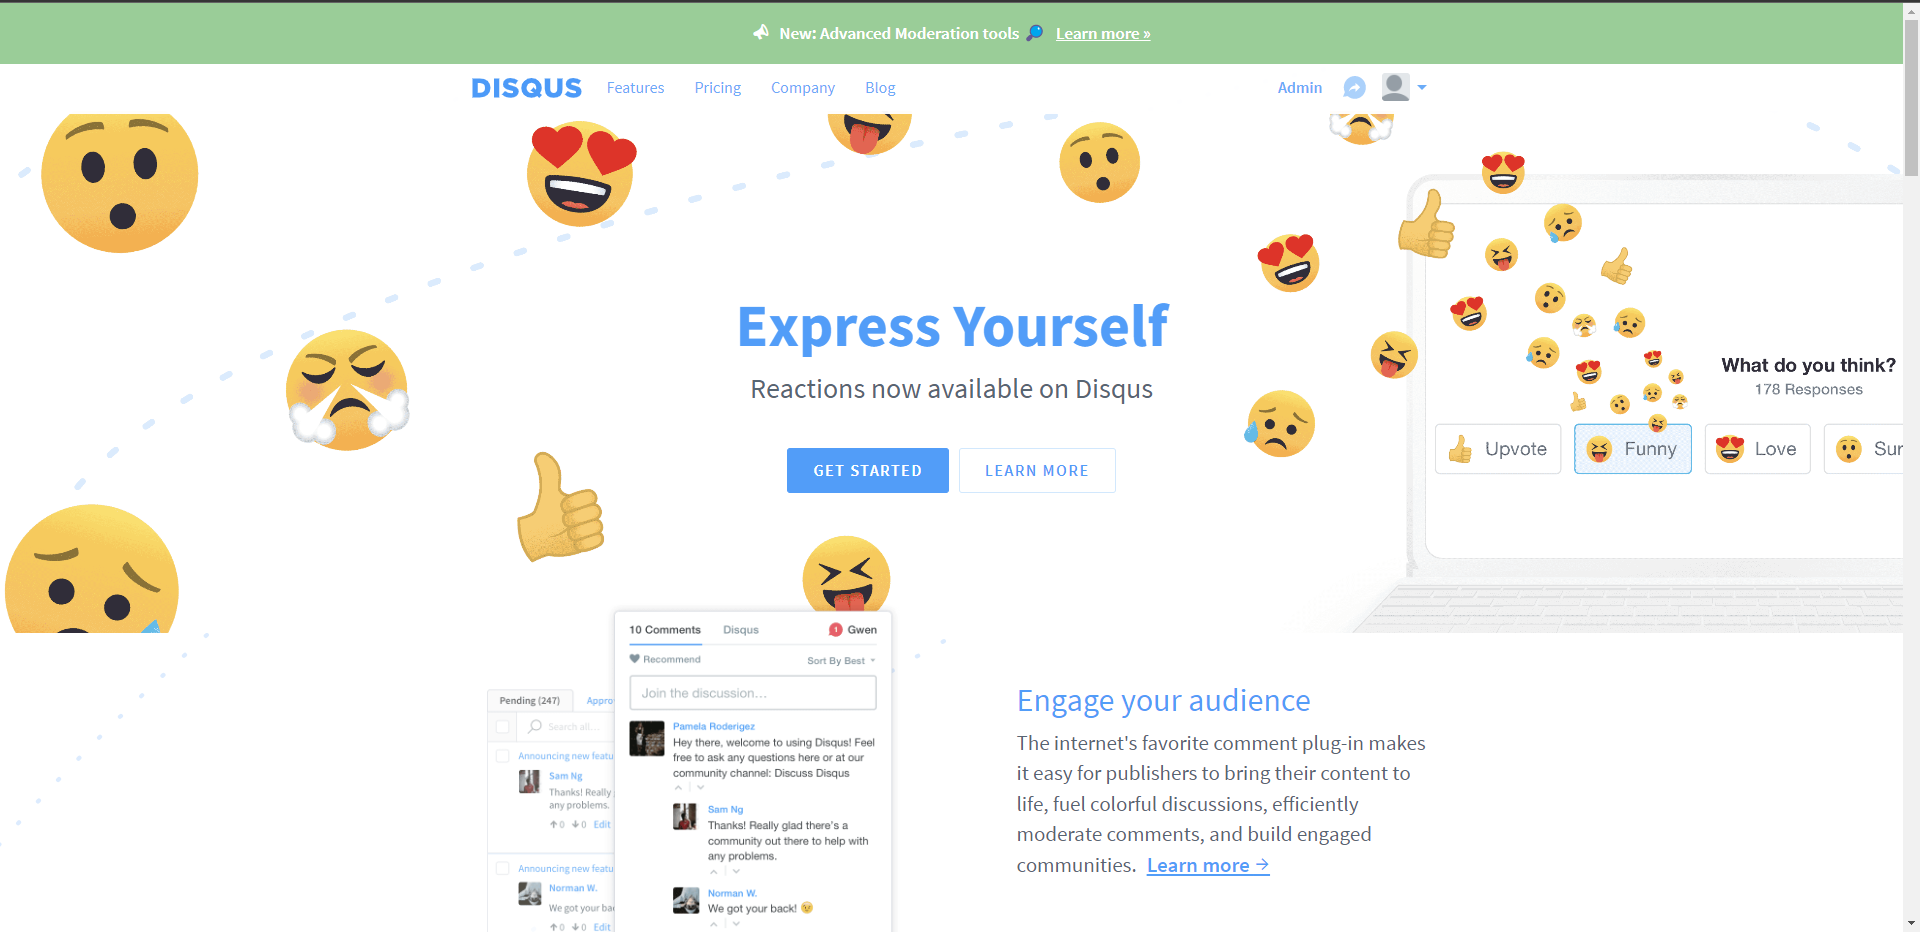 New: Advanced Moderation tools Learn more »
DISQUS Features Pricing Company Blog Admin
Express Yourself
Reactions now available on Disqus
GET STARTED LEARN MORE
What do you think?
178 Responses
Upvote Funny Love Sur
10 Comments Disqus 1 Gwen
Recommend Sort By Best
Join the discussion...
Pamela Roderigez
Hey there, welcome to using Disqus! Feel
free to ask any questions here or at our
community channel: Discuss Disqus
Sam Ng
Thanks! Really glad there's a
community out there to help with
any problems.
Norman W.
We got your back!
Pending (247) Appro
Search all...
Announcing new featu
Sam Ng
Thanks! Really
any problems.
0 0 Edit
Announcing new featu
Norman W.
We got your bac
0 0 Edit
Engage your audience
The internet's favorite comment plug-in makes
it easy for publishers to bring their content to
life, fuel colorful discussions, efficiently
moderate comments, and build engaged
communities. Learn more →